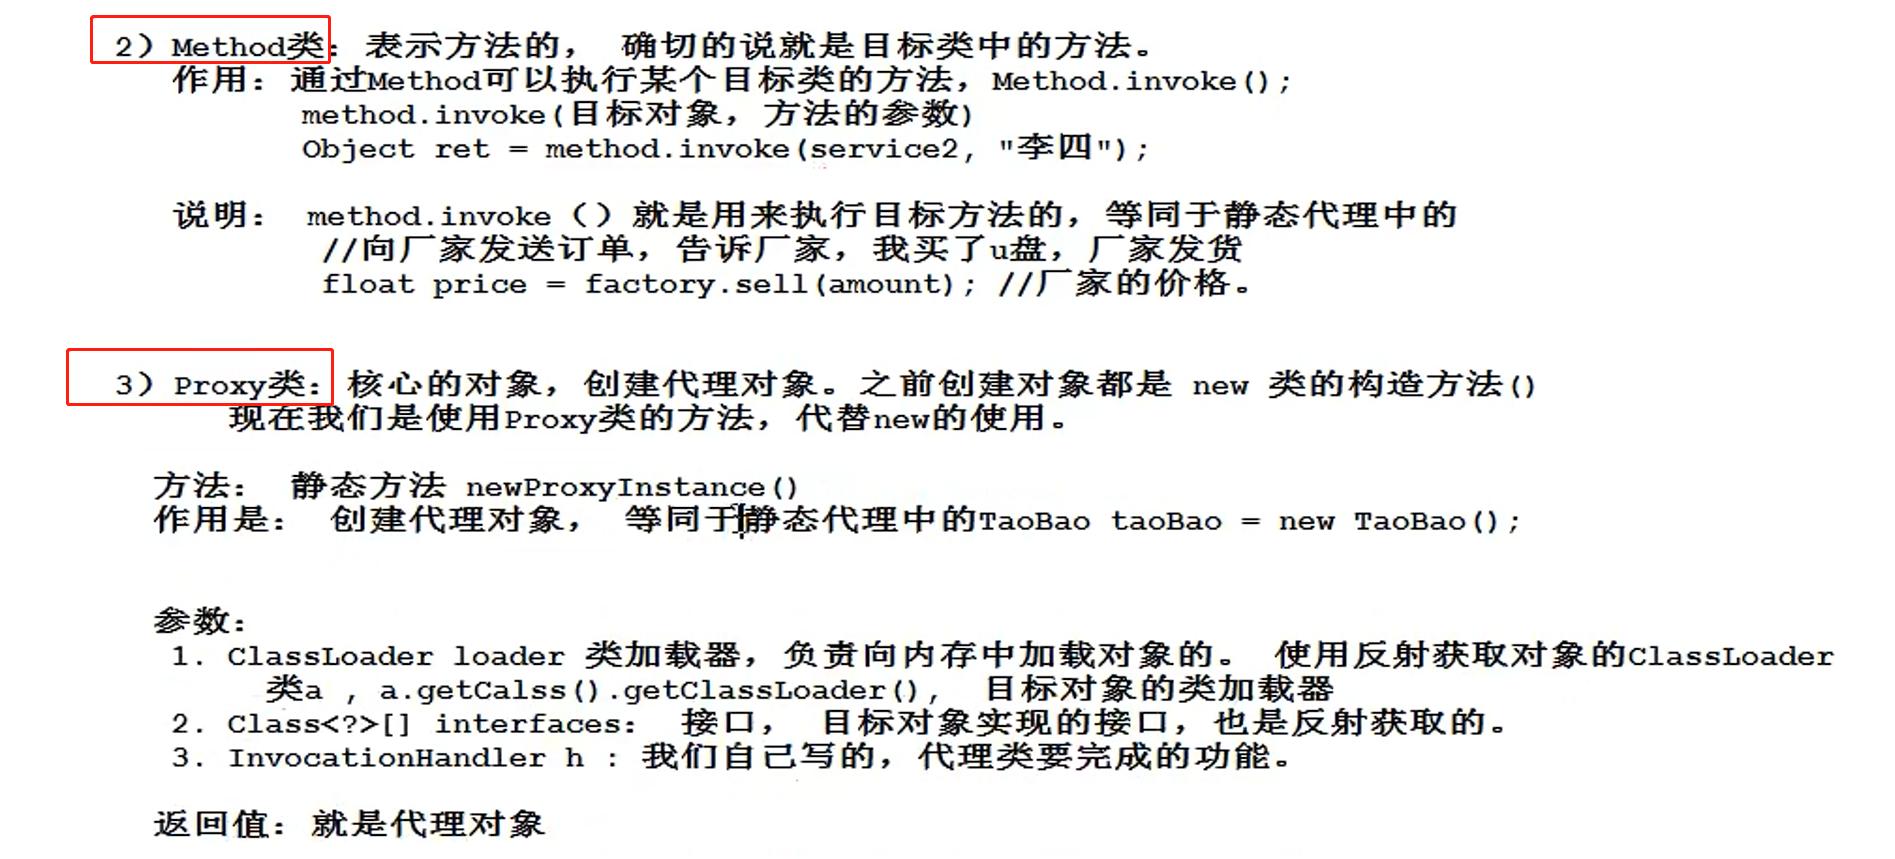 2) Method类: 表示方法的, 确切的说就是目标类中的方法。
作用: 通过Method可以执行某个目标类的方法, Method.invoke();
method.invoke(目标对象, 方法的参数)
Object ret = method.invoke(service2, "李四");
说明: method.invoke () 就是用来执行目标方法的, 等同于静态代理中的
//向厂家发送订单, 告诉厂家, 我买了u盘, 厂家发货
float price = factory.sell(amount); //厂家的价格。
3) Proxy类: 核心的对象, 创建代理对象。之前创建对象都是 new 类的构造方法()
现在我们是使用Proxy类的方法, 代替new的使用。
方法: 静态方法 newProxyInstance()
作用是: 创建代理对象, 等同于静态代理中的TaoBao taoBao = new TaoBao();
参数:
1. ClassLoader loader 类加载器, 负责向内存中加载对象的。 使用反射获取对象的ClassLoader
类a , a.getCalss().getClassLoader(), 目标对象的类加载器
2. Class<?>[] interfaces: 接口, 目标对象实现的接口, 也是反射获取的。
3. InvocationHandler h : 我们自己写的, 代理类要完成的功能。
返回值: 就是代理对象